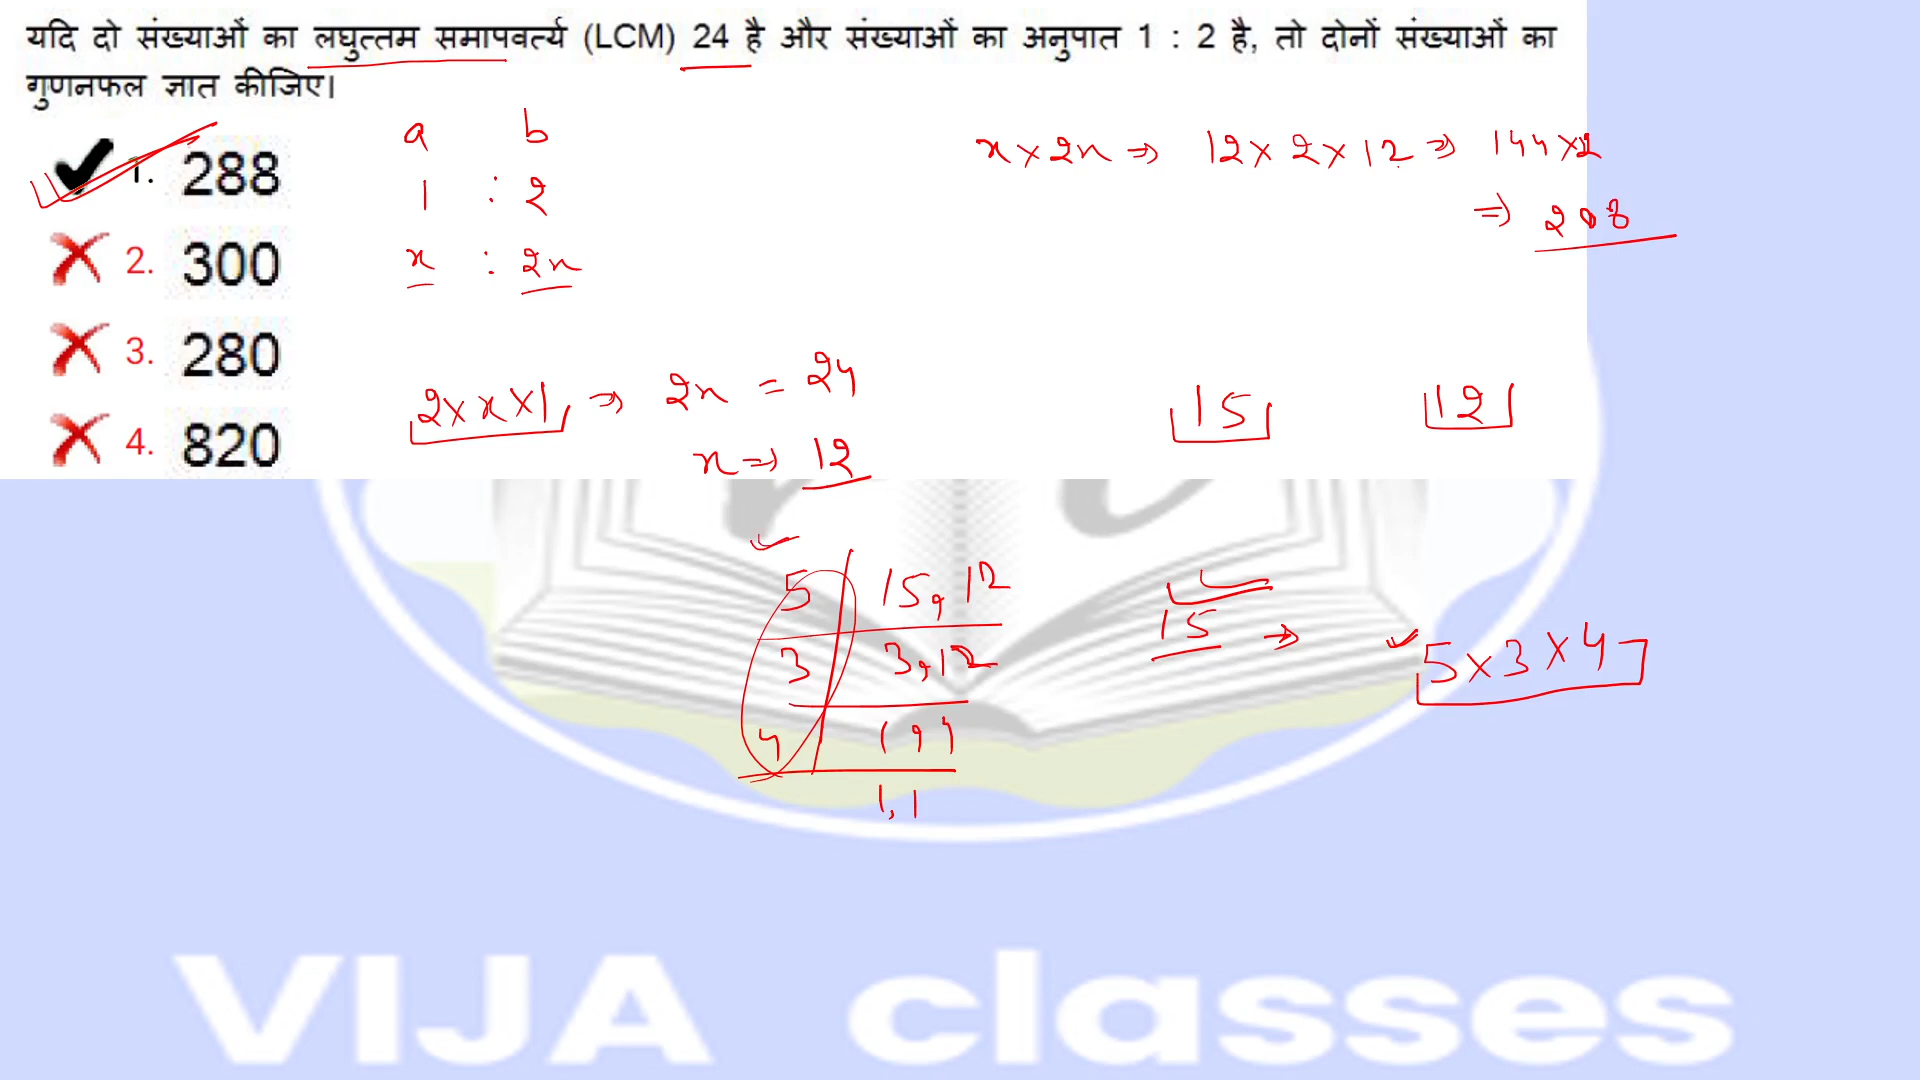 यदि दो संख्याओं का लघुत्तम समापवर्त्य (LCM) 24 है और संख्याओं का अनुपात 1 : 2 है, तो दोनों संख्याओं का
गुणनफल ज्ञात कीजिए।
1. 288
2. 300
3. 280
4. 820
a b
1 : 2
x : 2x
x × 2x ⇒ 12 × 2 × 12 ⇒ 144 × 2
⇒ 288
2 × x × 1 ⇒ 2x = 24
x ⇒ 12
15 12
5 15, 12
3 3, 12
4 1, 4
1, 1
15 → 5 × 3 × 4
VIJA classes